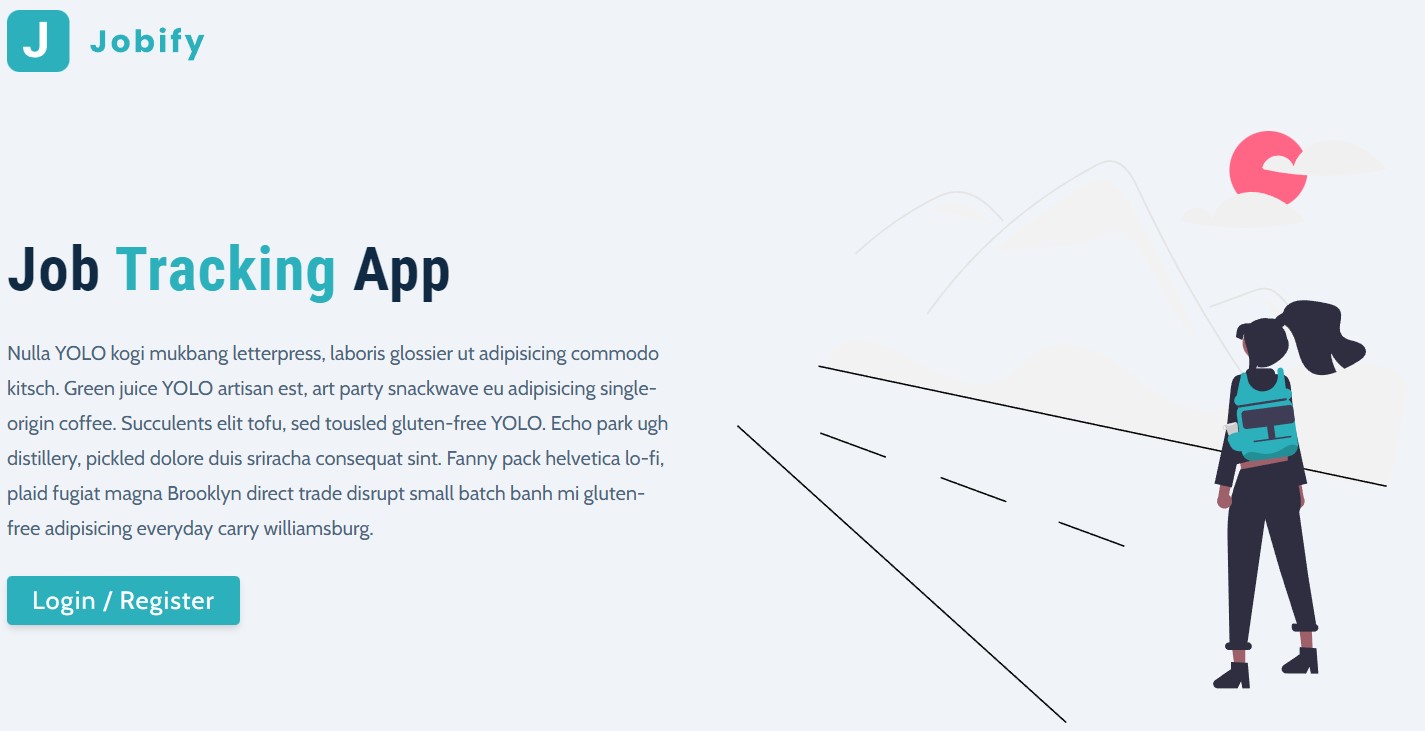 J Jobify
Job Tracking App
Nulla YOLO kogi mukbang letterpress, laboris glossier ut adipisicing commodo
kitsch. Green juice YOLO artisan est, art party snackwave eu adipisicing single-
origin coffee. Succulents elit tofu, sed tousled gluten-free YOLO. Echo park ugh
distillery, pickled dolore duis sriracha consequat sint. Fanny pack helvetica lo-fi,
plaid fugiat magna Brooklyn direct trade disrupt small batch banh mi gluten-
free adipisicing everyday carry williamsburg.
Login / Register